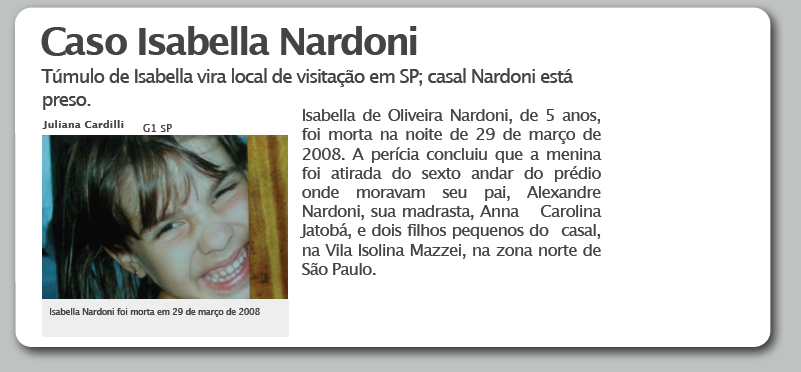 Caso Isabella Nardoni
Túmulo de Isabella vira local de visitação em SP; casal Nardoni está
preso.
Juliana Cardilli G1 SP
Isabella de Oliveira Nardoni, de 5 anos,
foi morta na noite de 29 de março de
2008. A perícia concluiu que a menina
foi atirada do sexto andar do prédio
onde moravam seu pai, Alexandre
Nardoni, sua madrasta, Anna Carolina
Jatobá, e dois filhos pequenos do casal,
na Vila Isolina Mazzei, na zona norte de
São Paulo.
Isabella Nardoni foi morta em 29 de março de 2008